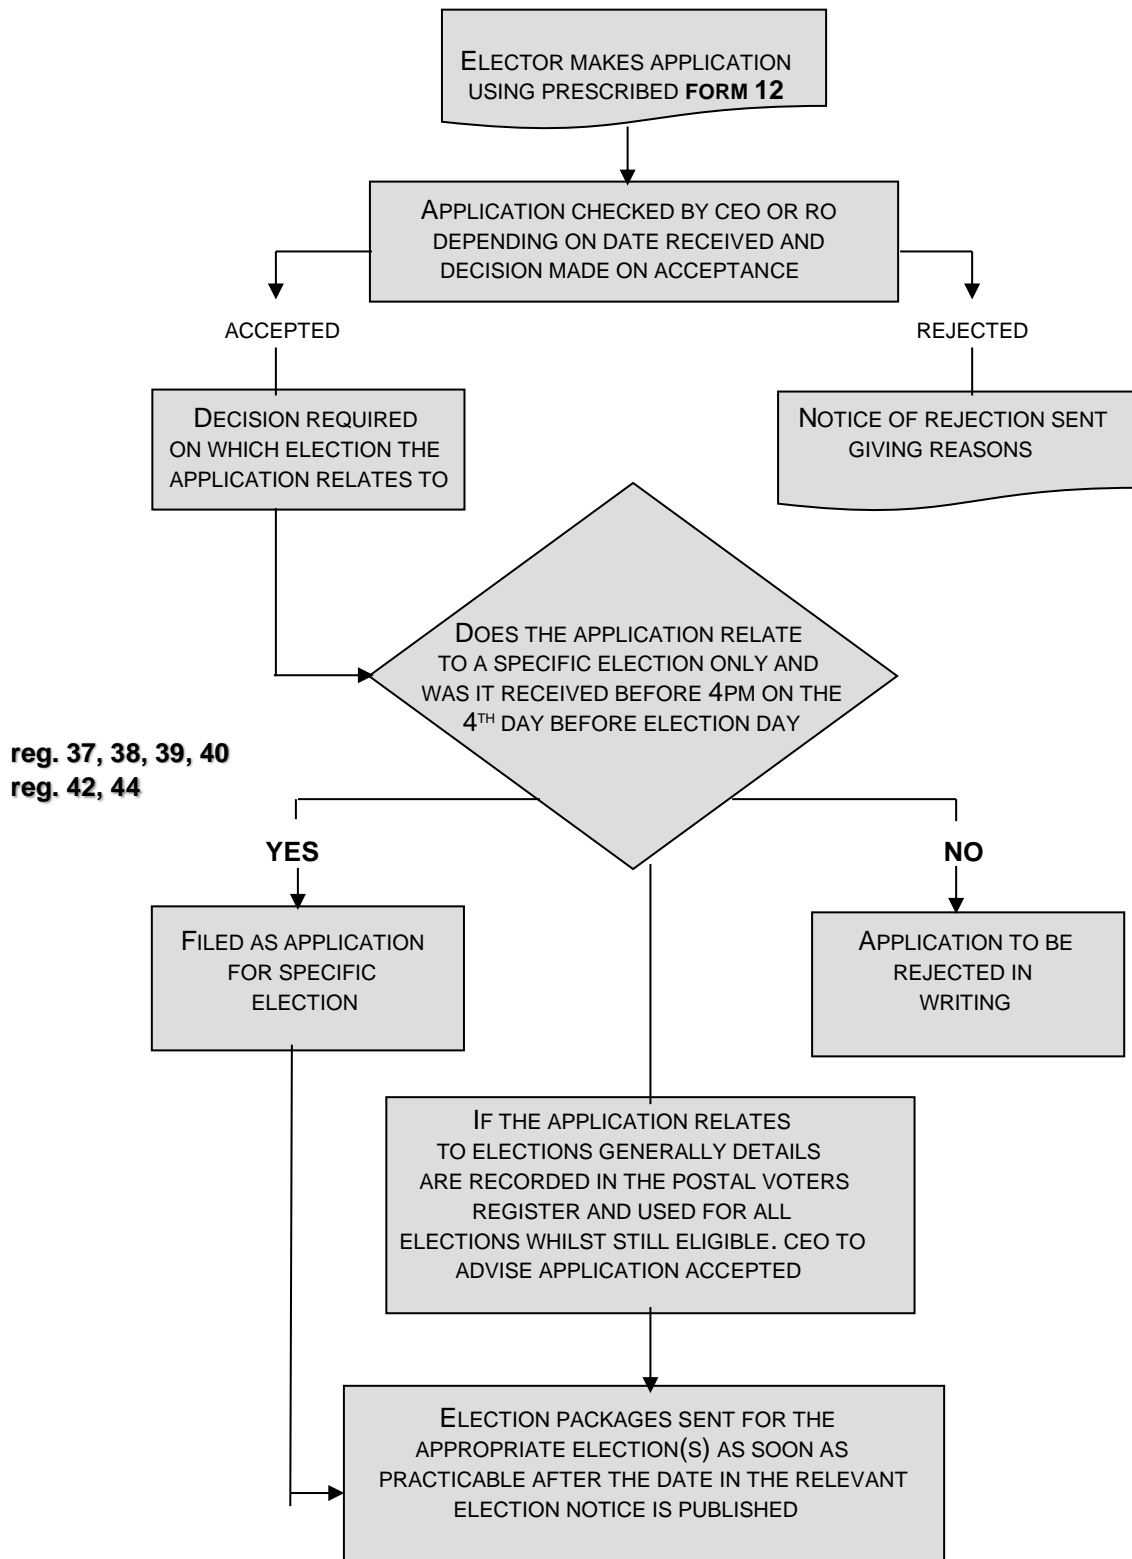 ELECTOR MAKES APPLICATION
USING PRESCRIBED FORM 12
APPLICATION CHECKED BY CEO OR RO
DEPENDING ON DATE RECEIVED AND
DECISION MADE ON ACCEPTANCE
ACCEPTED
REJECTED
DECISION REQUIRED
ON WHICH ELECTION THE
APPLICATION RELATES TO
NOTICE OF REJECTION SENT
GIVING REASONS
DOES THE APPLICATION RELATE
TO A SPECIFIC ELECTION ONLY AND
WAS IT RECEIVED BEFORE 4PM ON THE
4TH DAY BEFORE ELECTION DAY
reg. 37, 38, 39, 40
reg. 42, 44
YES
NO
FILED AS APPLICATION
FOR SPECIFIC
ELECTION
APPLICATION TO BE
REJECTED IN
WRITING
IF THE APPLICATION RELATES
TO ELECTIONS GENERALLY DETAILS
ARE RECORDED IN THE POSTAL VOTERS
REGISTER AND USED FOR ALL
ELECTIONS WHILST STILL ELIGIBLE. CEO TO
ADVISE APPLICATION ACCEPTED
ELECTION PACKAGES SENT FOR THE
APPROPRIATE ELECTION(S) AS SOON AS
PRACTICABLE AFTER THE DATE IN THE RELEVANT
ELECTION NOTICE IS PUBLISHED